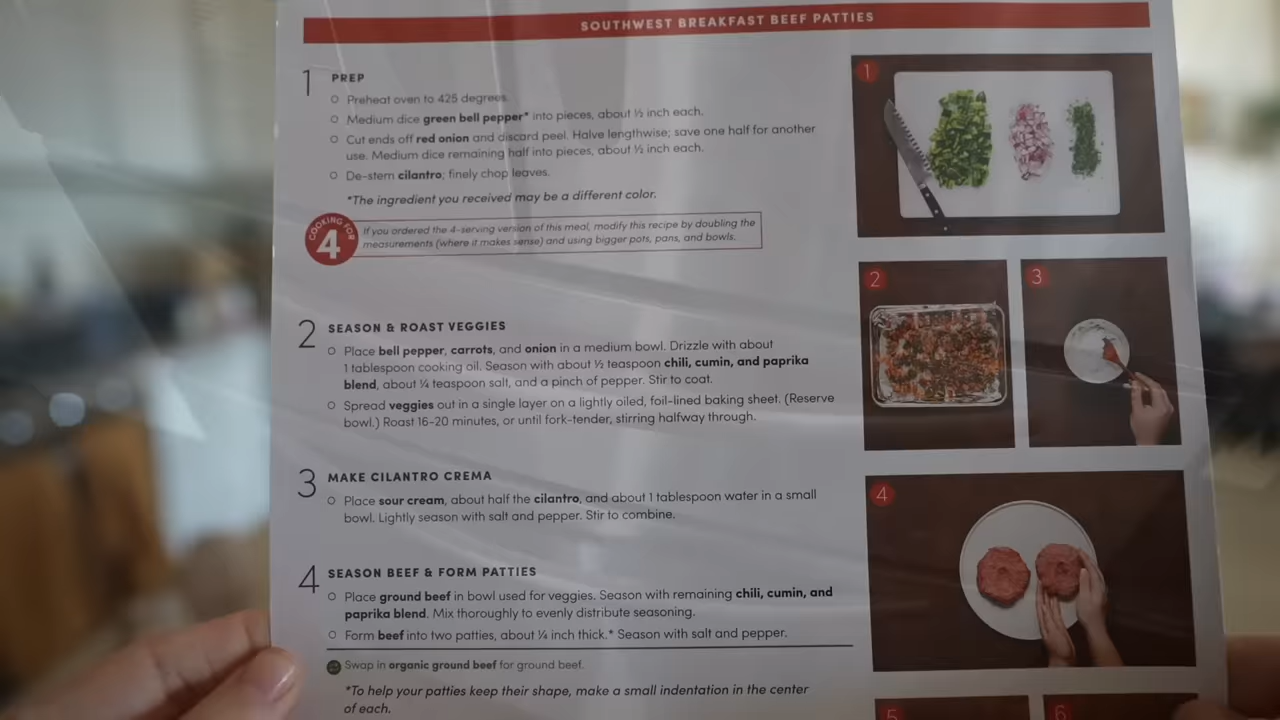 SOUTHWEST BREAKFAST BEEF PATTIES
1 PREP
Preheat oven to 425 degrees.
Medium dice green bell pepper* into pieces, about ½ inch each.
Cut ends off red onion and discard peel. Halve lengthwise; save one half for another
use. Medium dice remaining half into pieces, about ½ inch each.
De-stem cilantro; finely chop leaves.
*The ingredient you received may be a different color.
COOKING FOR
4
If you ordered the 4-serving version of this meal, modify this recipe by doubling the
measurements (where it makes sense) and using bigger pots, pans, and bowls.
2 SEASON & ROAST VEGGIES
Place bell pepper, carrots, and onion in a medium bowl. Drizzle with about
1 tablespoon cooking oil. Season with about ½ teaspoon chili, cumin, and paprika
blend, about ¼ teaspoon salt, and a pinch of pepper. Stir to coat.
Spread veggies out in a single layer on a lightly oiled, foil-lined baking sheet. (Reserve
bowl.) Roast 16-20 minutes, or until fork-tender, stirring halfway through.
3 MAKE CILANTRO CREMA
Place sour cream, about half the cilantro, and about 1 tablespoon water in a small
bowl. Lightly season with salt and pepper. Stir to combine.
4 SEASON BEEF & FORM PATTIES
Place ground beef in bowl used for veggies. Season with remaining chili, cumin, and
paprika blend. Mix thoroughly to evenly distribute seasoning.
Form beef into two patties, about ¼ inch thick.* Season with salt and pepper.
Swap in organic ground beef for ground beef.
*To help your patties keep their shape, make a small indentation in the center
of each.
1
2
3
4
5
6